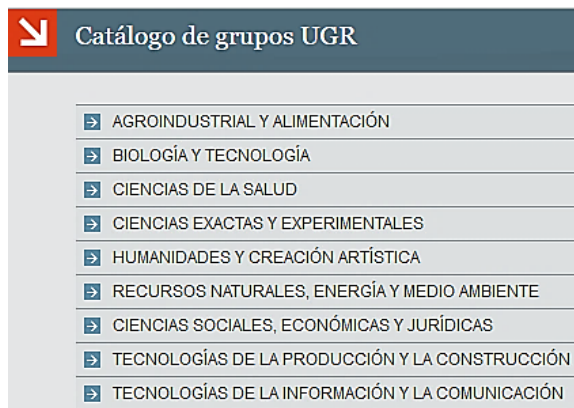 Catálogo de grupos UGR
AGROINDUSTRIAL Y ALIMENTACIÓN
BIOLOGÍA Y TECNOLOGÍA
CIENCIAS DE LA SALUD
CIENCIAS EXACTAS Y EXPERIMENTALES
HUMANIDADES Y CREACIÓN ARTÍSTICA
RECURSOS NATURALES, ENERGÍA Y MEDIO AMBIENTE
CIENCIAS SOCIALES, ECONÓMICAS Y JURÍDICAS
TECNOLOGÍAS DE LA PRODUCCIÓN Y LA CONSTRUCCIÓN
TECNOLOGÍAS DE LA INFORMACIÓN Y LA COMUNICACIÓN